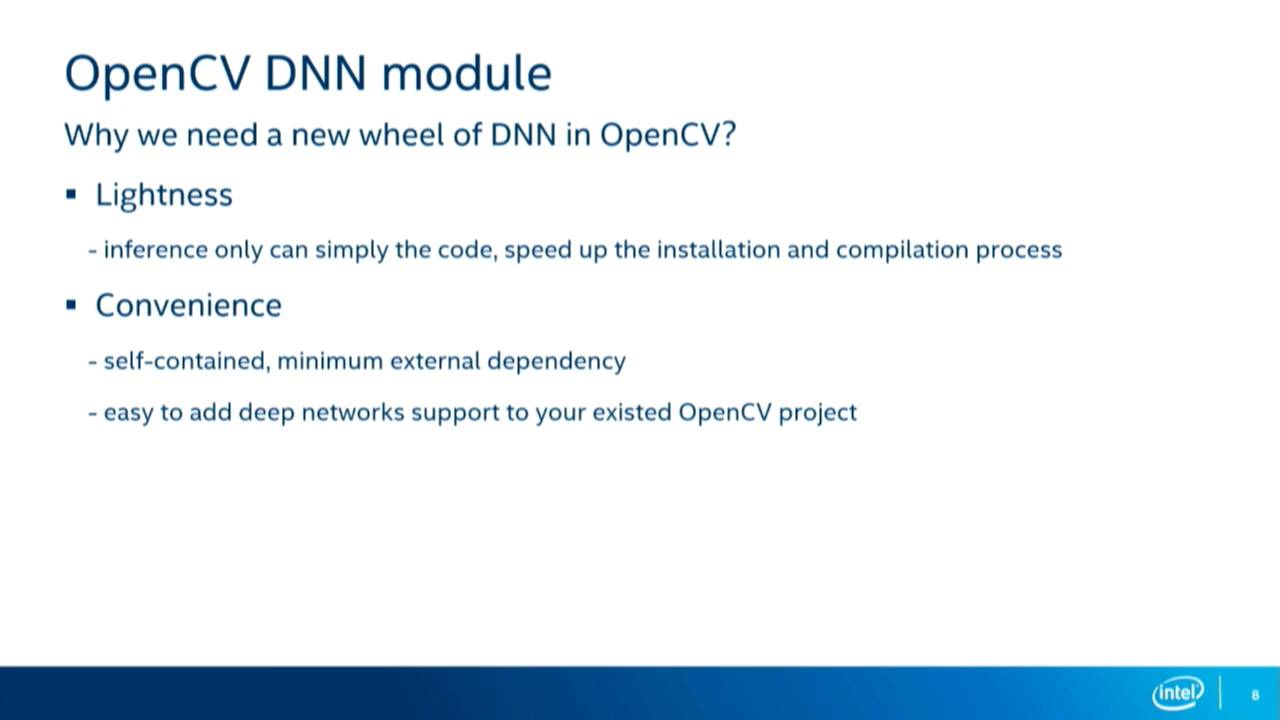 OpenCV DNN module
Why we need a new wheel of DNN in OpenCV?
▪ Lightness
- inference only can simply the code, speed up the installation and compilation process
▪ Convenience
- self-contained, minimum external dependency
- easy to add deep networks support to your existed OpenCV project
intel
8